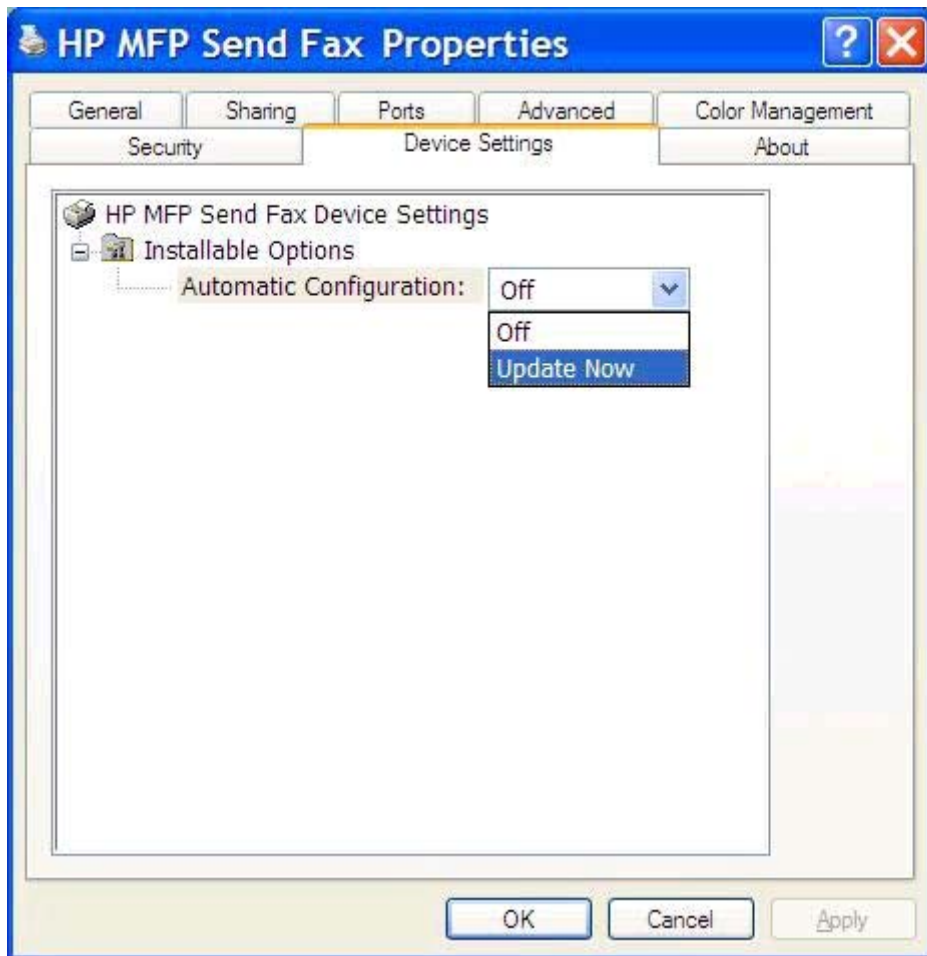 HP MFP Send Fax Properties
?
General Sharing Ports Advanced Color Management
Security Device Settings About
HP MFP Send Fax Device Settings
Installable Options
Automatic Configuration: Off
Off
Update Now
OK Cancel Apply